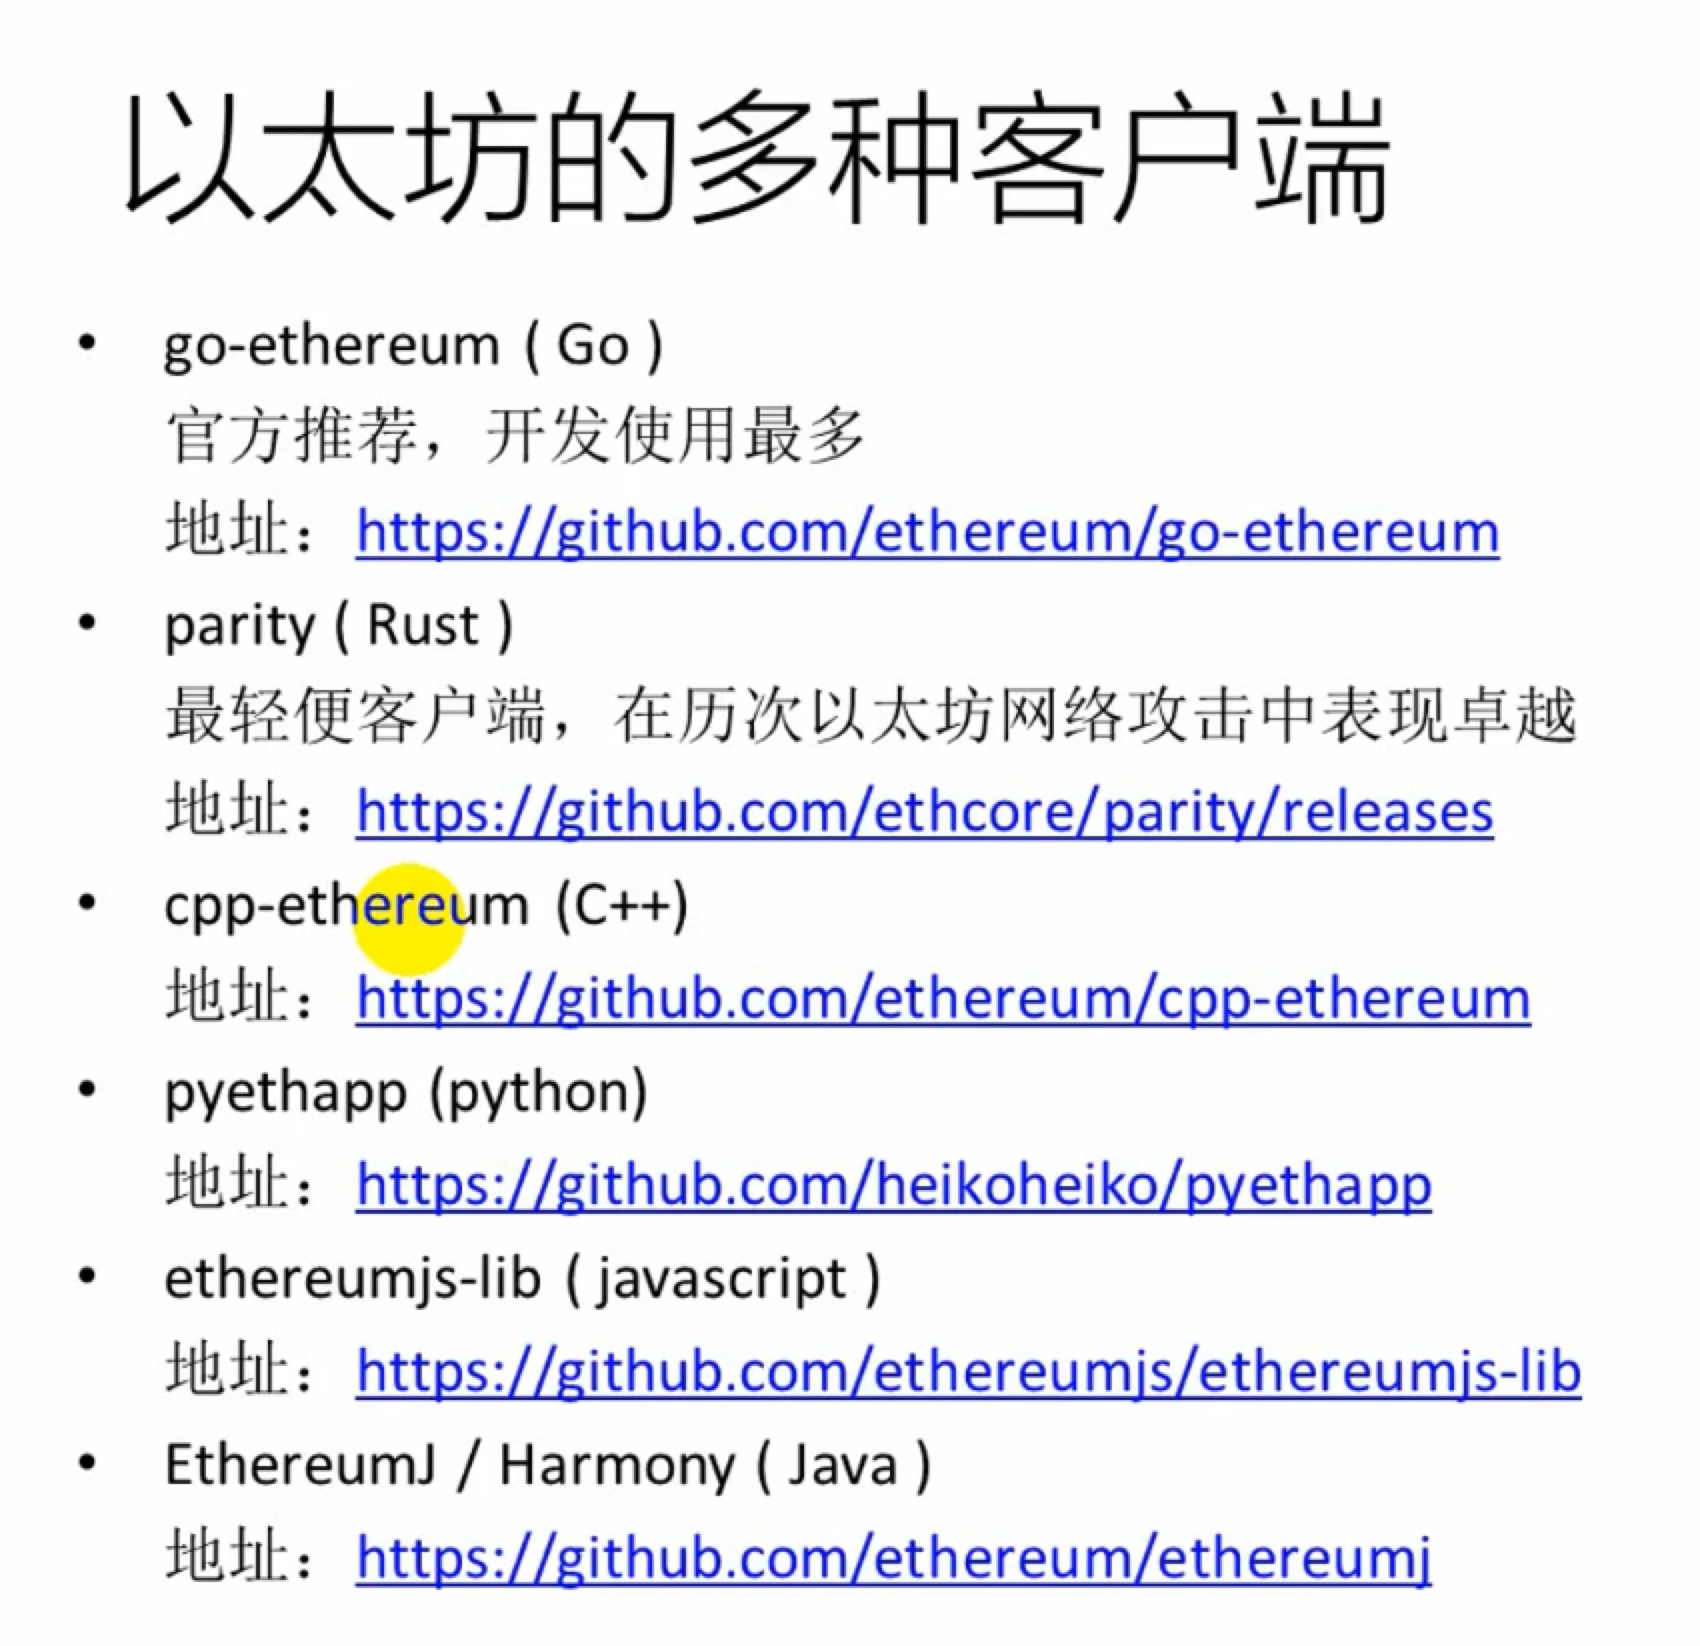 以太坊的多种客户端
• go-ethereum ( Go )
官方推荐，开发使用最多
地址：https://github.com/ethereum/go-ethereum
• parity ( Rust )
最轻便客户端，在历次以太坊网络攻击中表现卓越
地址：https://github.com/ethcore/parity/releases
• cpp-ethereum (C++)
地址：https://github.com/ethereum/cpp-ethereum
• pyethapp (python)
地址：https://github.com/heikoheiko/pyethapp
• ethereumjs-lib ( javascript )
地址：https://github.com/ethereumjs/ethereumjs-lib
• EthereumJ / Harmony ( Java )
地址：https://github.com/ethereum/ethereumj